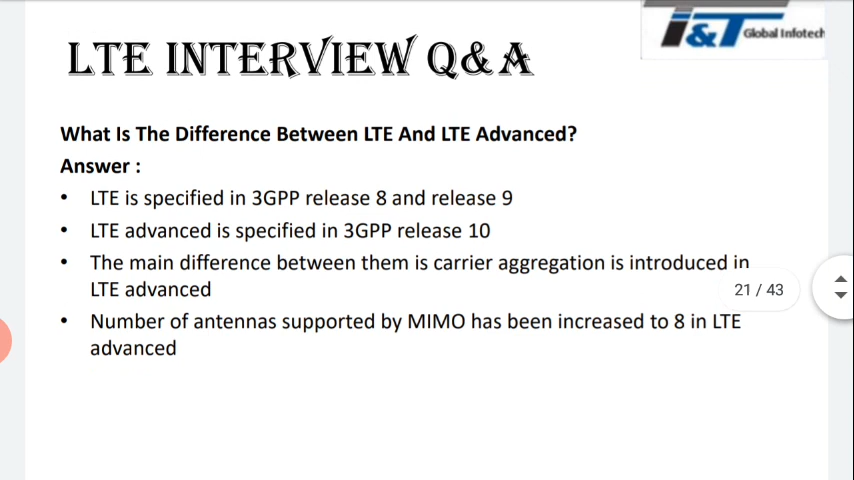 T&T Global Infotech
LTE INTERVIEW Q& A
What Is The Difference Between LTE And LTE Advanced?
Answer :
• LTE is specified in 3GPP release 8 and release 9
• LTE advanced is specified in 3GPP release 10
• The main difference between them is carrier aggregation is introduced in
LTE advanced
21 / 43
• Number of antennas supported by MIMO has been increased to 8 in LTE
advanced